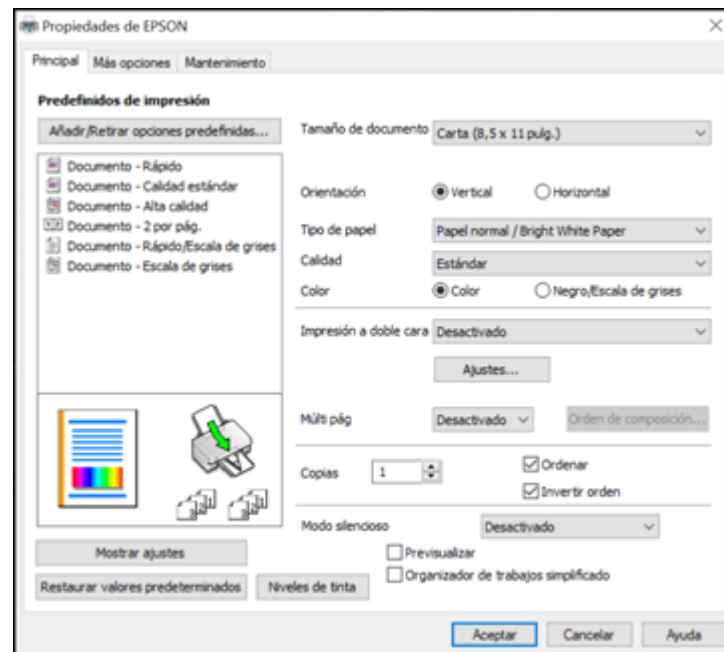 Propiedades de EPSON
Principal Más opciones Mantenimiento
Predefinidos de impresión
Añadir/Retirar opciones predefinidas...
Documento - Rápido
Documento - Calidad estándar
Documento - Alta calidad
Documento - 2 por pág.
Documento - Rápido/Escala de grises
Documento - Escala de grises
Mostrar ajustes
Restaurar valores predeterminados Niveles de tinta
Tamaño de documento Carta (8,5 x 11 pulg.)
Orientación Vertical Horizontal
Tipo de papel Papel normal / Bright White Paper
Calidad Estándar
Color Color Negro/Escala de grises
Impresión a doble cara Desactivado
Ajustes...
Múlti pág Desactivado Orden de composición...
Copias 1 Ordenar
Invertir orden
Modo silencioso Desactivado
Previsualizar
Organizador de trabajos simplificado
Aceptar Cancelar Ayuda